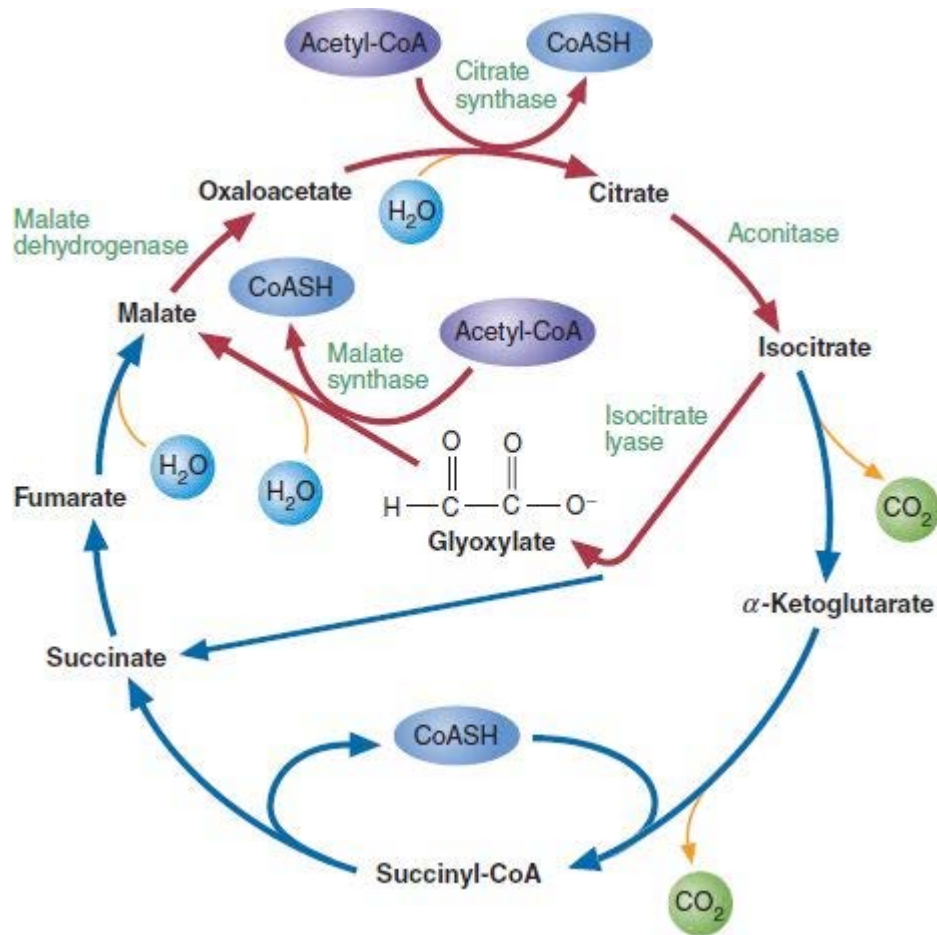 Acetyl-CoA
CoASH
Citrate
synthase
Oxaloacetate
H₂O
Citrate
Malate
dehydrogenase
Aconitase
CoASH
Malate
Acetyl-CoA
Isocitrate
Malate
synthase
Isocitrate
lyase
O O
H₂O
H₂O
H—C—C—O⁻
CO₂
Fumarate
Glyoxylate
α-Ketoglutarate
Succinate
CoASH
Succinyl-CoA
CO₂